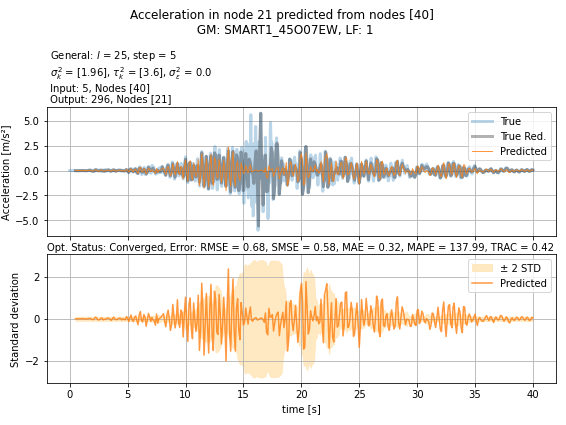 Acceleration in node 21 predicted from nodes [40]
GM: SMART1_45O07EW, LF: 1
General: l = 25, step = 5
σ²ₖ = [1.96], τ²ₖ = [3.6], σ²ε = 0.0
Input: 5, Nodes [40]
Output: 296, Nodes [21]
Acceleration [m/s²]
5.0
2.5
0.0
−2.5
−5.0
True
True Red.
Predicted
Opt. Status: Converged, Error: RMSE = 0.68, SMSE = 0.58, MAE = 0.32, MAPE = 137.99, TRAC = 0.42
Standard deviation
2
0
−2
± 2 STD
Predicted
0 5 10 15 20 25 30 35 40
time [s]